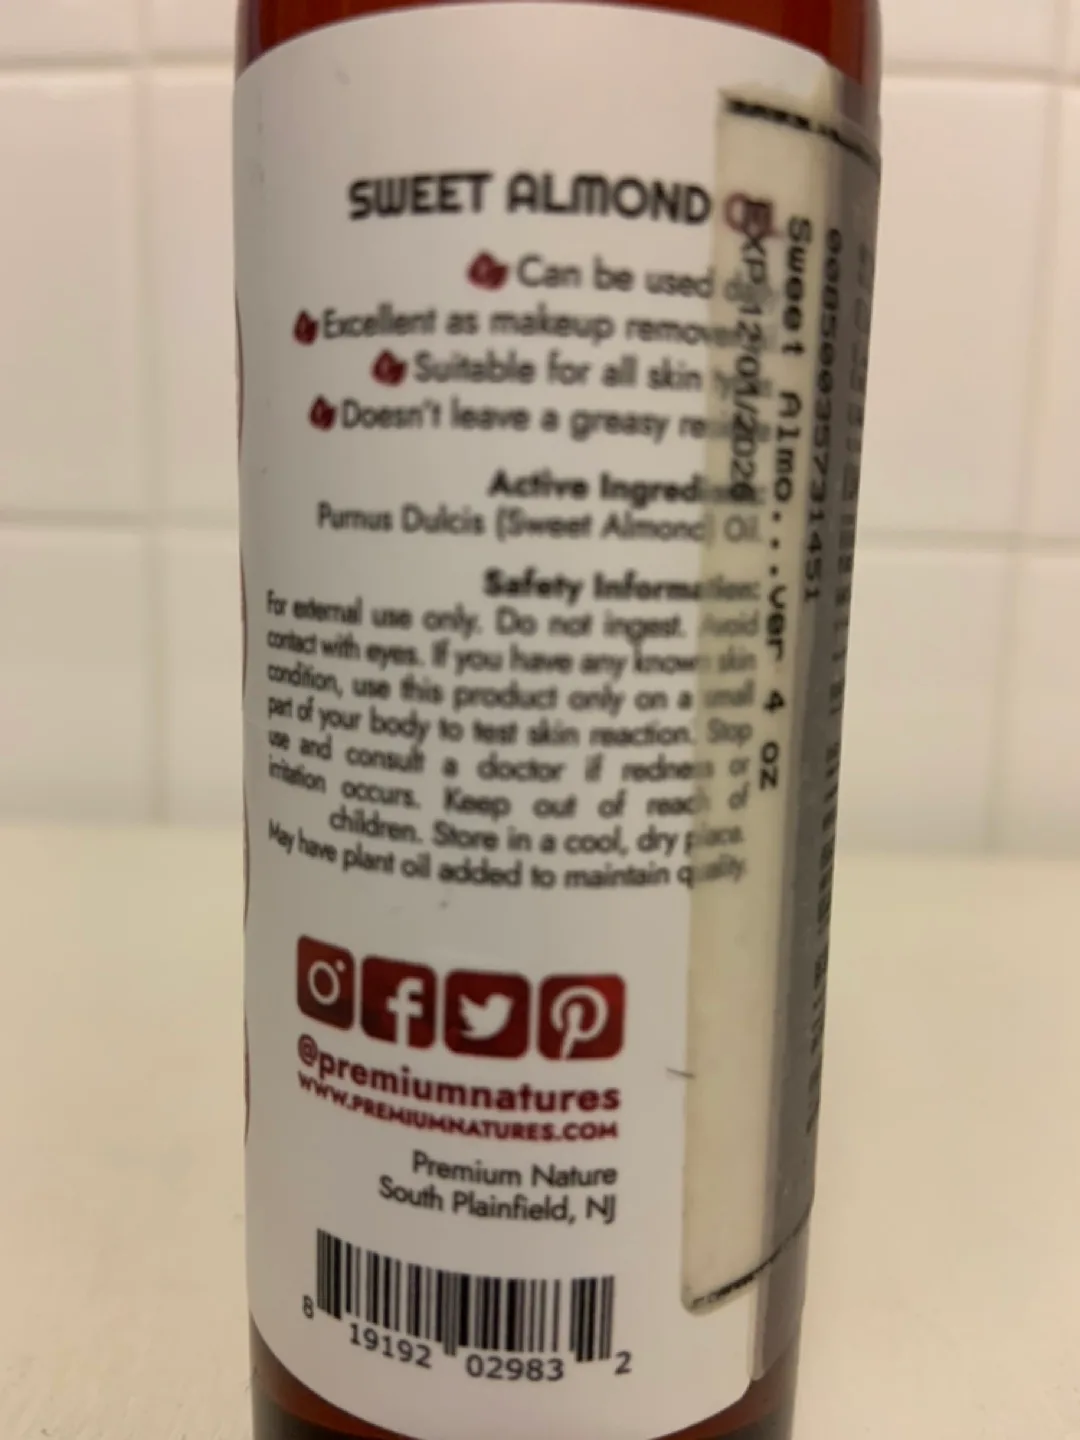 SWEET ALMOND
Can be used
Excellent as makeup remover
Suitable for all skin
Doesn't leave a greasy
Active
Purnus Dulcis (Sweet Almond) Oil
Safety Information:
For external use only. Do not ingest. Avoid
contact with eyes. If you have any known skin
condition, use this product only on a small
part of your body to test skin reaction. Stop
use and consult a doctor if redness or
irritation occurs. Keep out of reach of
children. Store in a cool, dry place.
May have plant oil added to maintain quality.
@premiumnatures
WWW.PREMIUMNATURES.COM
Premium Nature
South Plainfield, NJ
8 19192 02983 2
EXP 12/01/2026
Sweet Almo....ver 4 oz